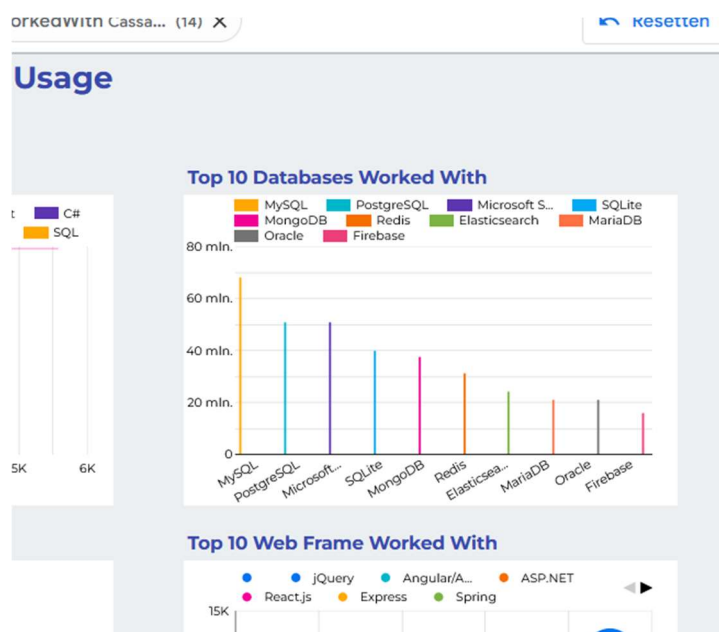 orkedWith Cassa... (14) X
Resetten
Usage
Top 10 Databases Worked With
MySQL PostgreSQL Microsoft S... SQLite
MongoDB Redis Elasticsearch MariaDB
Oracle Firebase
t C#
SQL
80 mln.
60 mln.
40 mln.
20 mln.
0
5K 6K
MySQL PostgreSQL Microsoft... SQLite MongoDB Redis Elasticsea... MariaDB Oracle Firebase
Top 10 Web Frame Worked With
jQuery Angular/A... ASP.NET
React.js Express Spring
15K